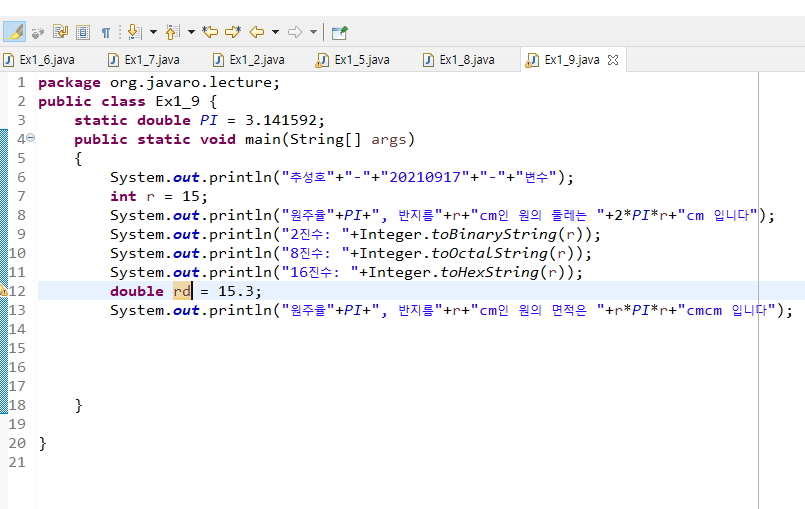 Ex1_6.java Ex1_7.java Ex1_2.java Ex1_5.java Ex1_8.java Ex1_9.java
1 package org.javaro.lecture;
2 public class Ex1_9 {
3 static double PI = 3.141592;
4 public static void main(String[] args)
5 {
6 System.out.println("추성호"+"-"+"20210917"+"-"+"변수");
7 int r = 15;
8 System.out.println("원주율"+PI+", 반지름"+r+"cm인 원의 둘레는 "+2*PI*r+"cm 입니다");
9 System.out.println("2진수: "+Integer.toBinaryString(r));
10 System.out.println("8진수: "+Integer.toOctalString(r));
11 System.out.println("16진수: "+Integer.toHexString(r));
12 double rd = 15.3;
13 System.out.println("원주율"+PI+", 반지름"+r+"cm인 원의 면적은 "+r*PI*r+"cmcm 입니다");
14
15
16
17
18 }
19
20 }
21